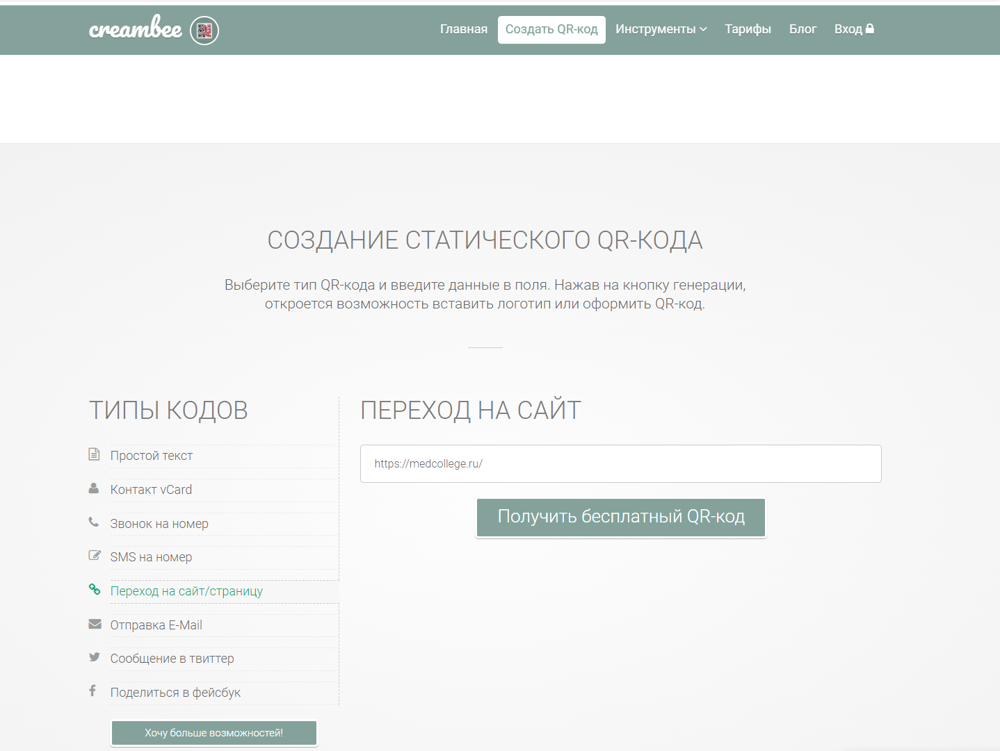 creambee
Главная Создать QR-код Инструменты Тарифы Блог Вход
СОЗДАНИЕ СТАТИЧЕСКОГО QR-КОДА
Выберите тип QR-кода и введите данные в поля. Нажав на кнопку генерации,
откроется возможность вставить логотип или оформить QR-код.
ТИПЫ КОДОВ
Простой текст
Контакт vCard
Звонок на номер
SMS на номер
Переход на сайт/страницу
Отправка E-Mail
Сообщение в твиттер
Поделиться в фейсбук
Хочу больше возможностей!
ПЕРЕХОД НА САЙТ
https://medcollege.ru/
Получить бесплатный QR-код